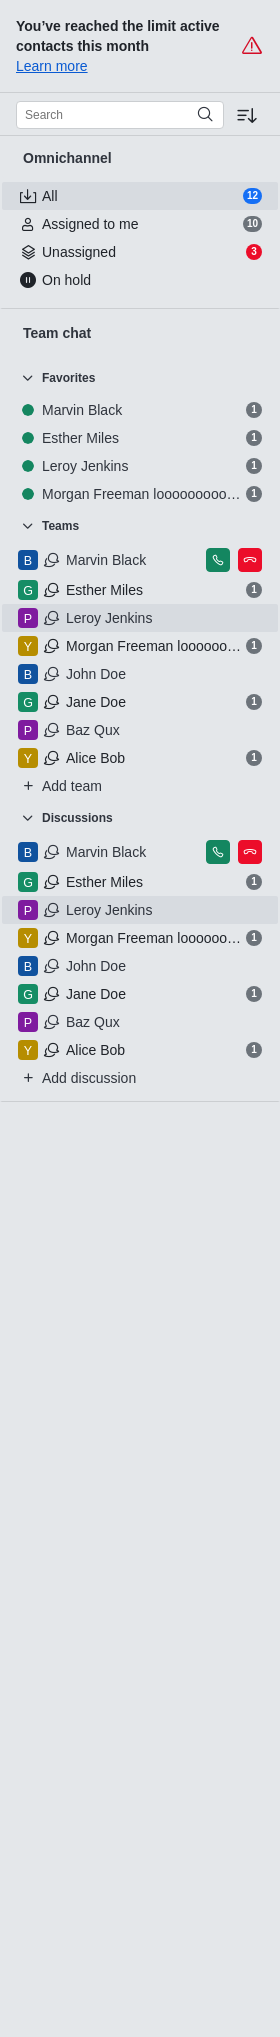 You’ve reached the limit active
contacts this month
Learn more
Search
Omnichannel
All 12
Assigned to me 10
Unassigned 3
On hold
Team chat
Favorites
Marvin Black 1
Esther Miles 1
Leroy Jenkins 1
Morgan Freeman looooooooo… 1
Teams
B Marvin Black
G Esther Miles 1
P Leroy Jenkins
Y Morgan Freeman loooooo… 1
B John Doe
G Jane Doe 1
P Baz Qux
Y Alice Bob 1
+ Add team
Discussions
B Marvin Black
G Esther Miles 1
P Leroy Jenkins
Y Morgan Freeman loooooo… 1
B John Doe
G Jane Doe 1
P Baz Qux
Y Alice Bob 1
+ Add discussion